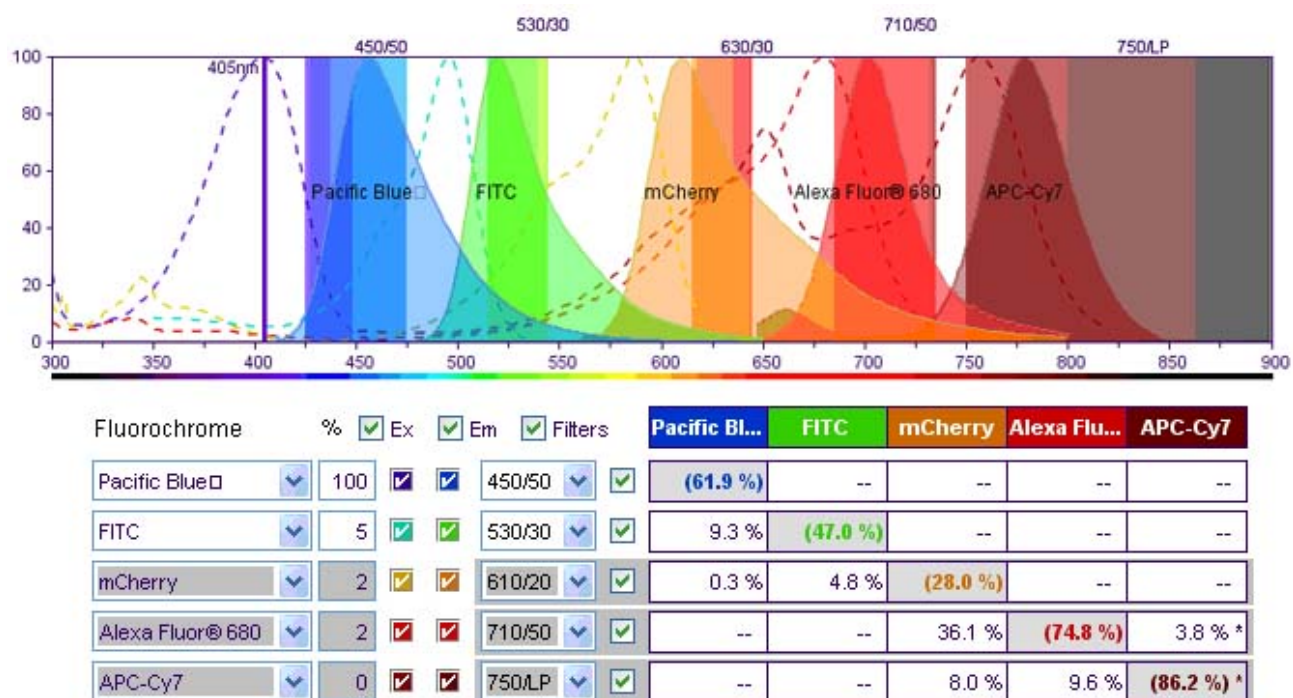 530/30 710/50
450/50 630/30 750/LP
100
405nm
80
60
Pacific Blue□ FITC mCherry Alexa Fluor® 680 APC-Cy7
40
20
0
300 350 400 450 500 550 600 650 700 750 800 850 900
Fluorochrome % Ex Em Filters Pacific Bl... FITC mCherry Alexa Flu... APC-Cy7
Pacific Blue□ 100 450/50 (61.9 %) -- -- -- --
FITC 5 530/30 9.3 % (47.0 %) -- -- --
mCherry 2 610/20 0.3 % 4.8 % (28.0 %) -- --
Alexa Fluor® 680 2 710/50 -- -- 36.1 % (74.8 %) 3.8 % *
APC-Cy7 0 750/LP -- -- 8.0 % 9.6 % (86.2 %) *